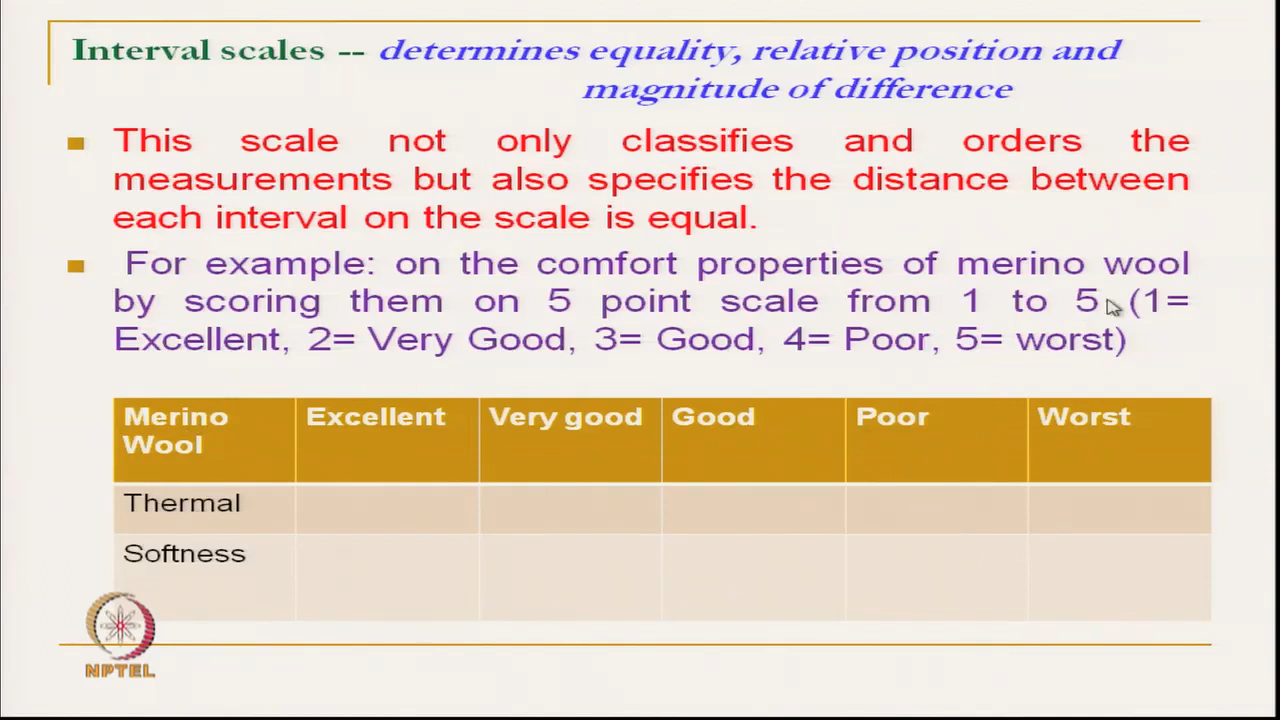 Interval scales -- determines equality, relative position and
magnitude of difference
This scale not only classifies and orders the
measurements but also specifies the distance between
each interval on the scale is equal.
For example: on the comfort properties of merino wool
by scoring them on 5 point scale from 1 to 5 (1=
Excellent, 2= Very Good, 3= Good, 4= Poor, 5= worst)
Merino Wool Excellent Very good Good Poor Worst
Thermal
Softness
NPTEL